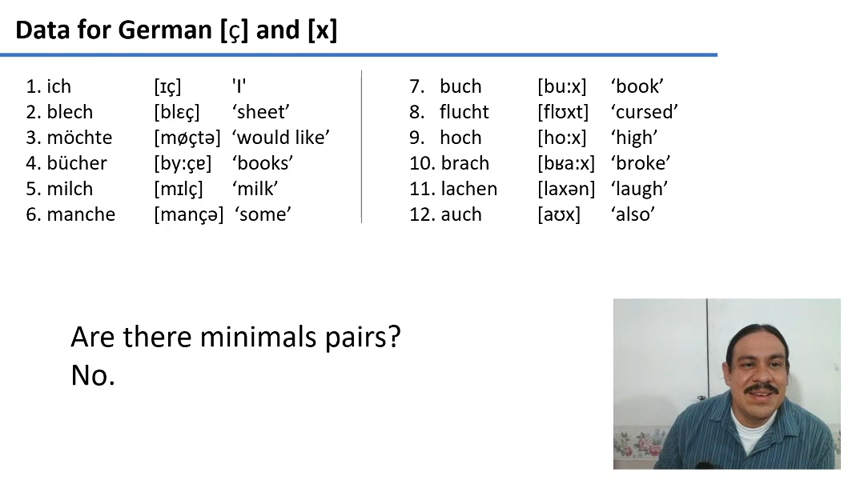 Data for German [ç] and [x]
1. ich [ɪç] 'I'
2. blech [blɛç] ‘sheet’
3. möchte [møçtə] ‘would like’
4. bücher [by:çɐ] ‘books’
5. milch [mɪlç] ‘milk’
6. manche [mançə] ‘some’
7. buch [bu:x] ‘book’
8. flucht [flʊxt] ‘cursed’
9. hoch [ho:x] ‘high’
10. brach [bʁa:x] ‘broke’
11. lachen [laxən] ‘laugh’
12. auch [aʊx] ‘also’
Are there minimals pairs?
No.